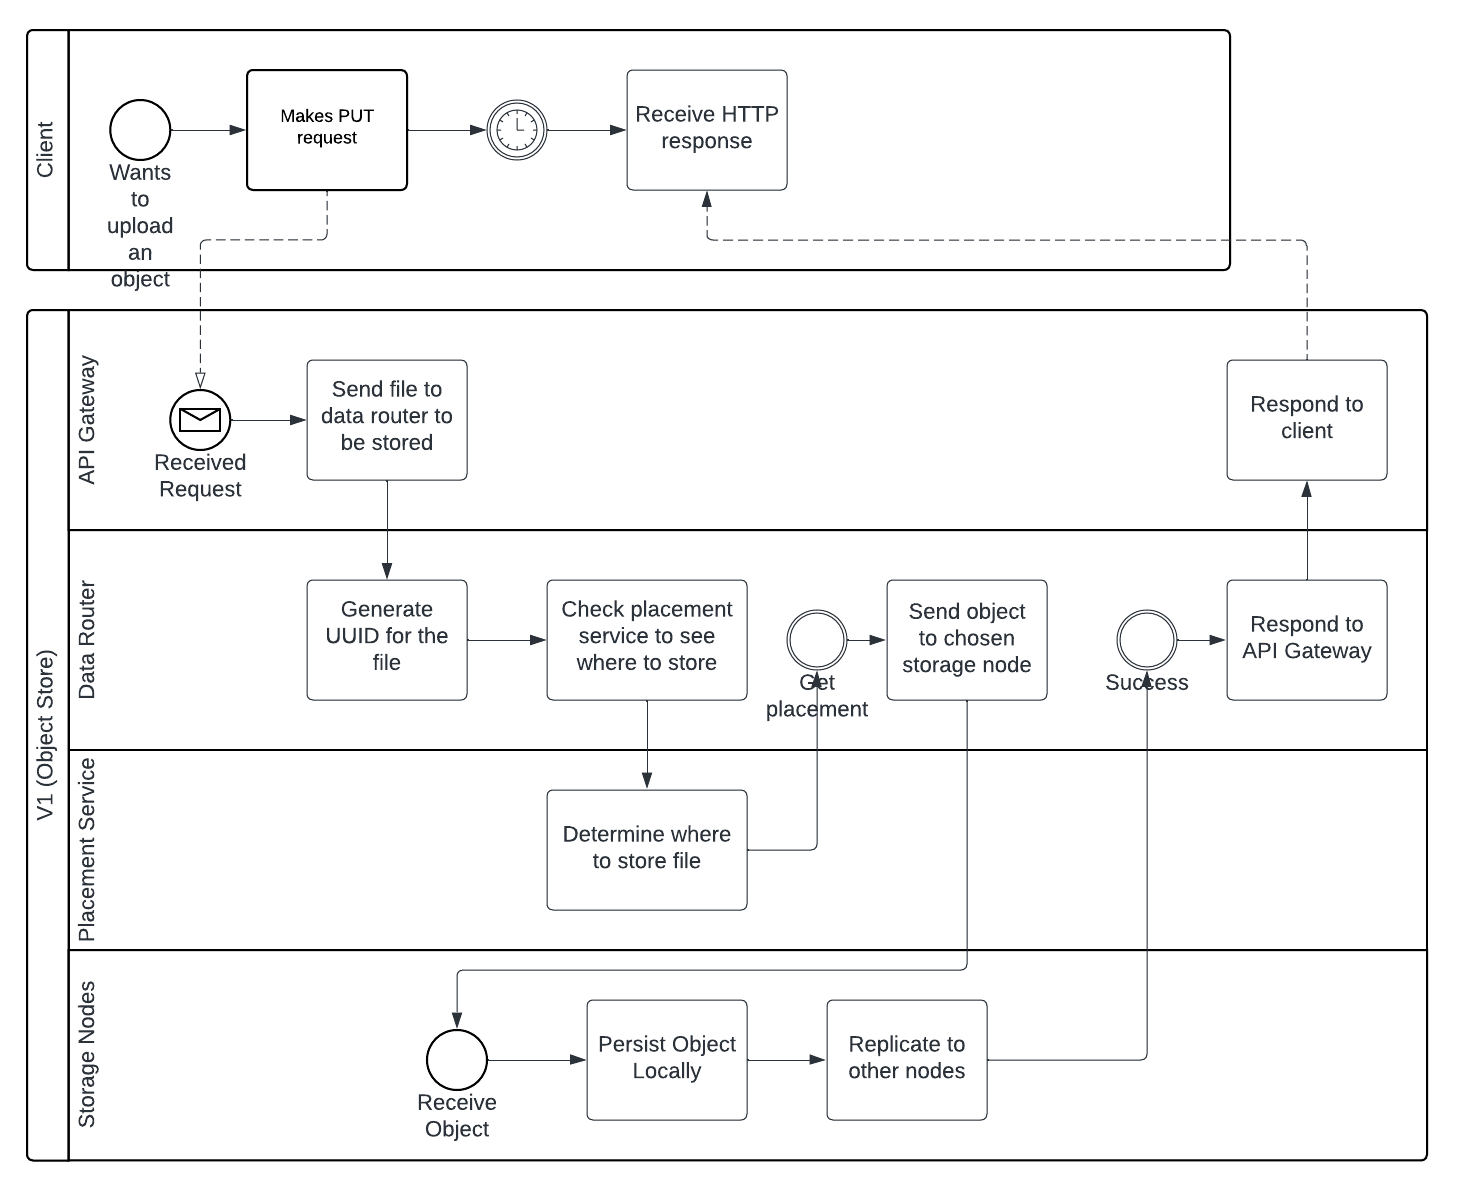 Client
Wants
to
upload
an
object
Makes PUT
request
Receive HTTP
response
V1 (Object Store)
API Gateway
Received
Request
Send file to
data router to
be stored
Respond to
client
Data Router
Generate
UUID for the
file
Check placement
service to see
where to store
Get
placement
Send object
to chosen
storage node
Success
Respond to
API Gateway
Placement Service
Determine where
to store file
Storage Nodes
Receive
Object
Persist Object
Locally
Replicate to
other nodes